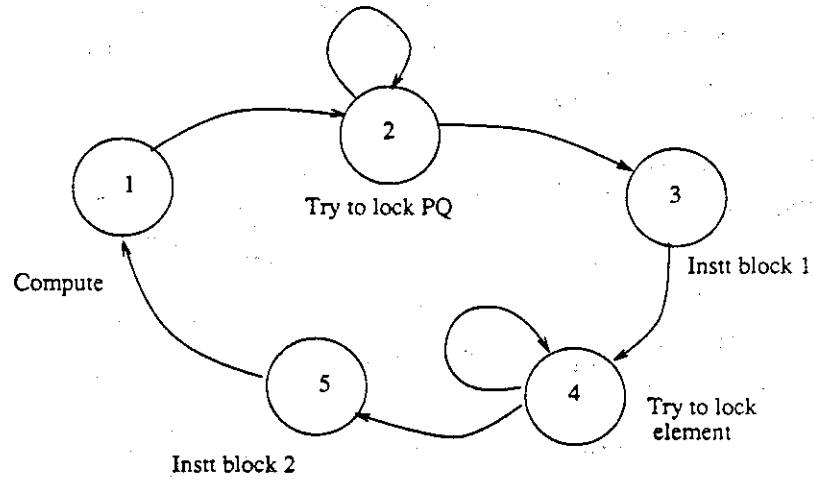 2
1
3
Try to lock PQ
Instt block 1
Compute
5
4
Try to lock
element
Instt block 2